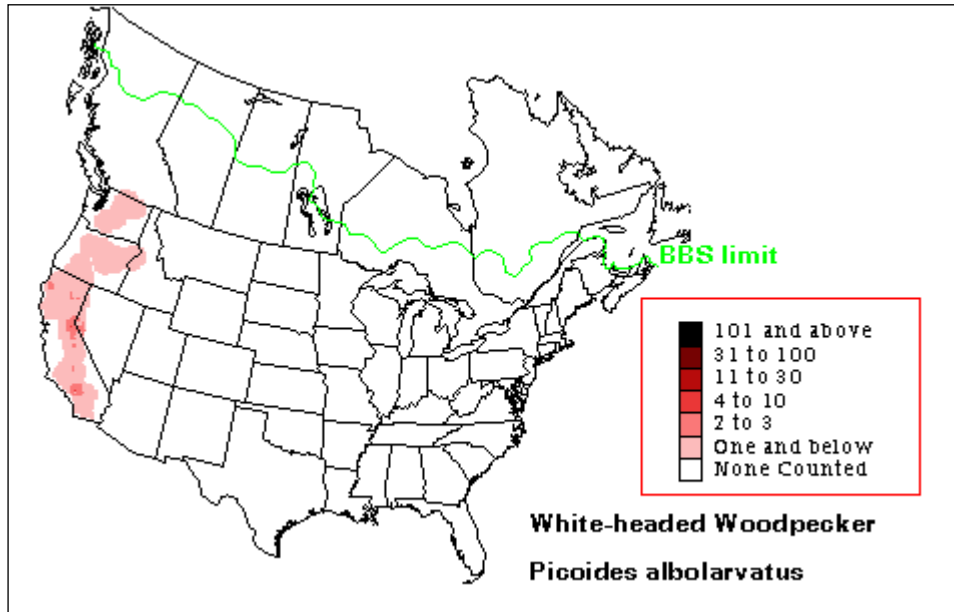 BBS limit
101 and above
31 to 100
11 to 30
4 to 10
2 to 3
One and below
None Counted
White-headed Woodpecker
Picoides albolarvatus